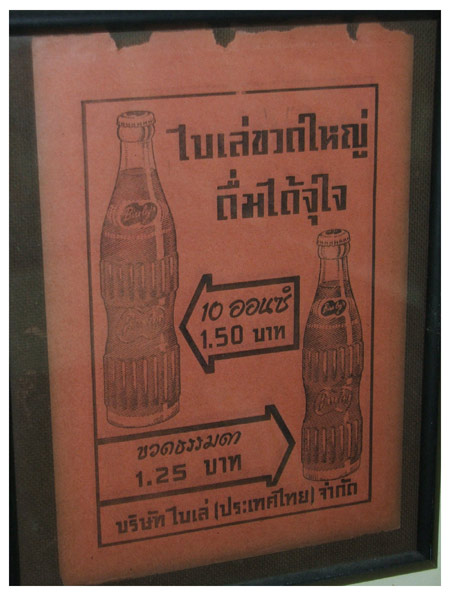 ไบเล่ขวดใหญ่
ดื่มได้จุใจ
10 ออนซ์
1.50 บาท
ขวดธรรมดา
1.25 บาท
บริษัท ไบเล่ (ประเทศไทย) จำกัด